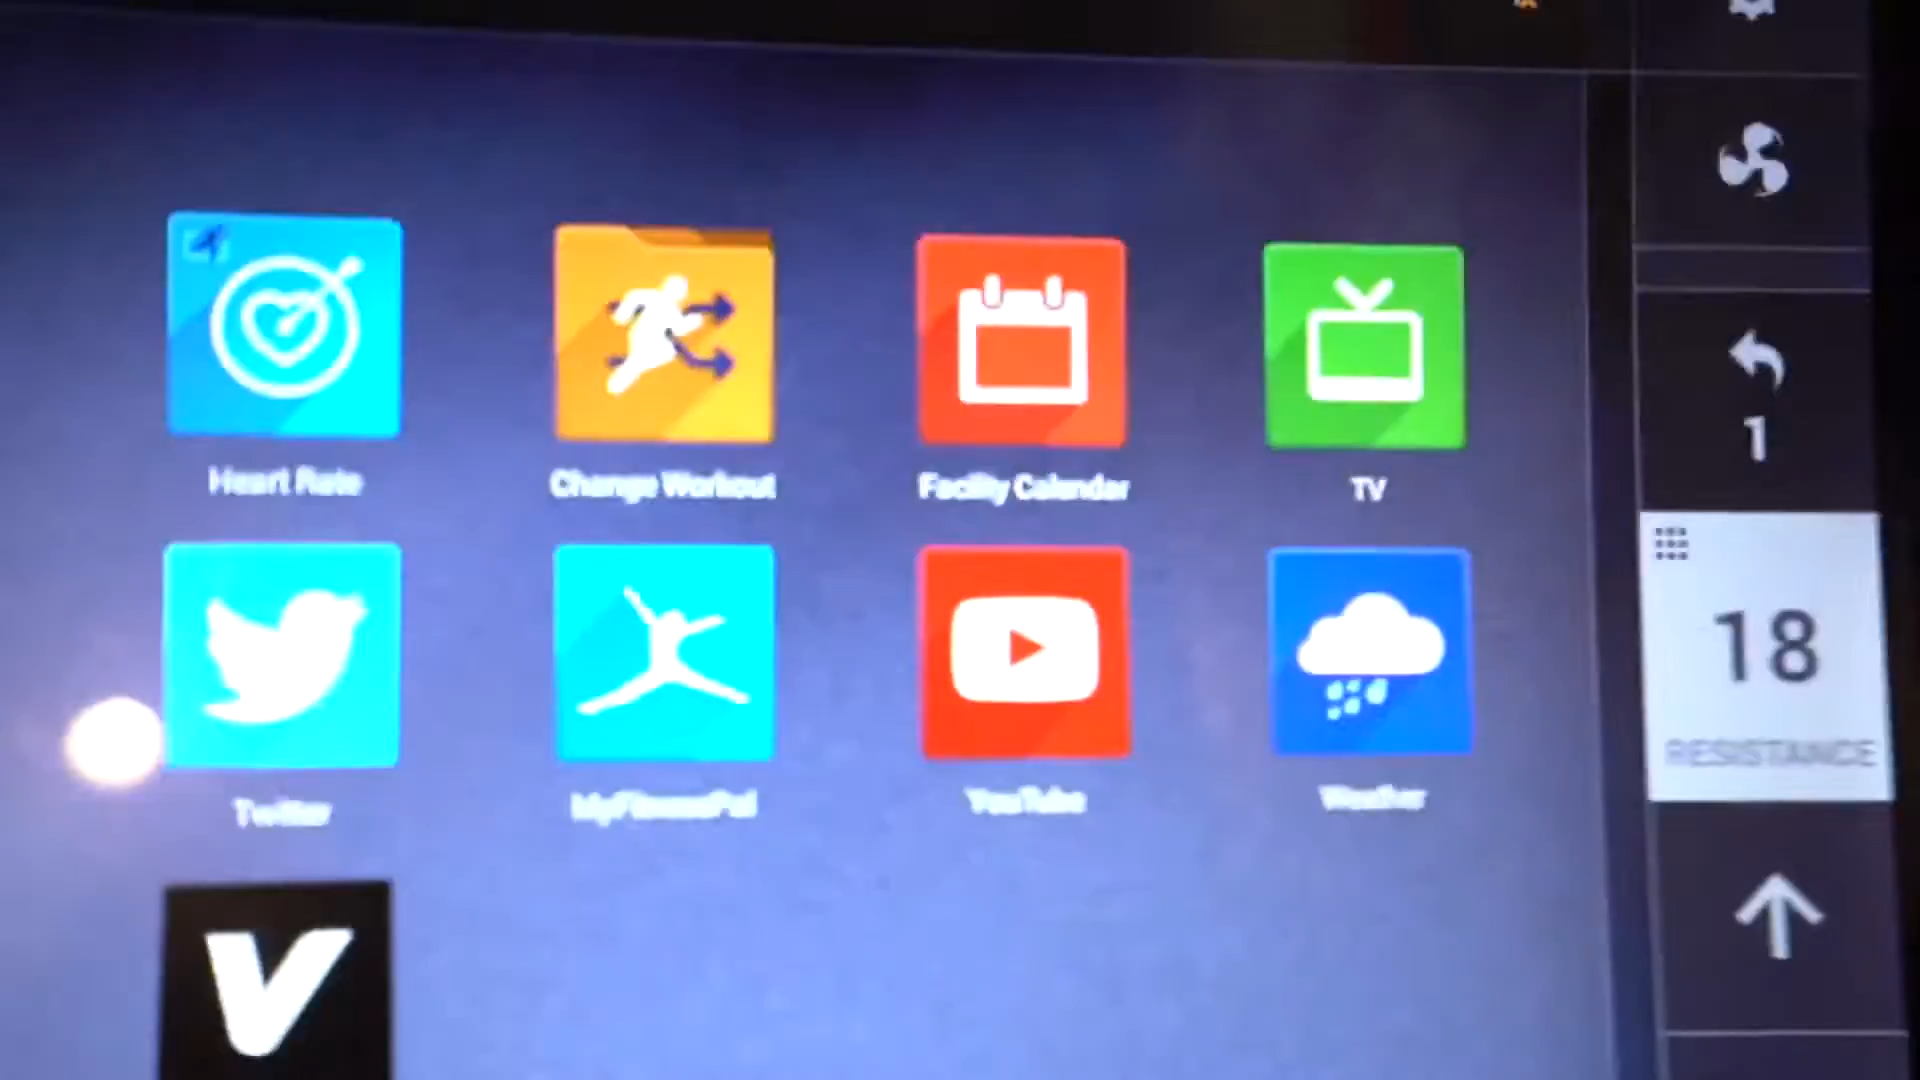 Heart Rate
Change Workout
Facility Calendar
TV
1
18
RESISTANCE
Twitter
MyFitnessPal
YouTube
Weather
V